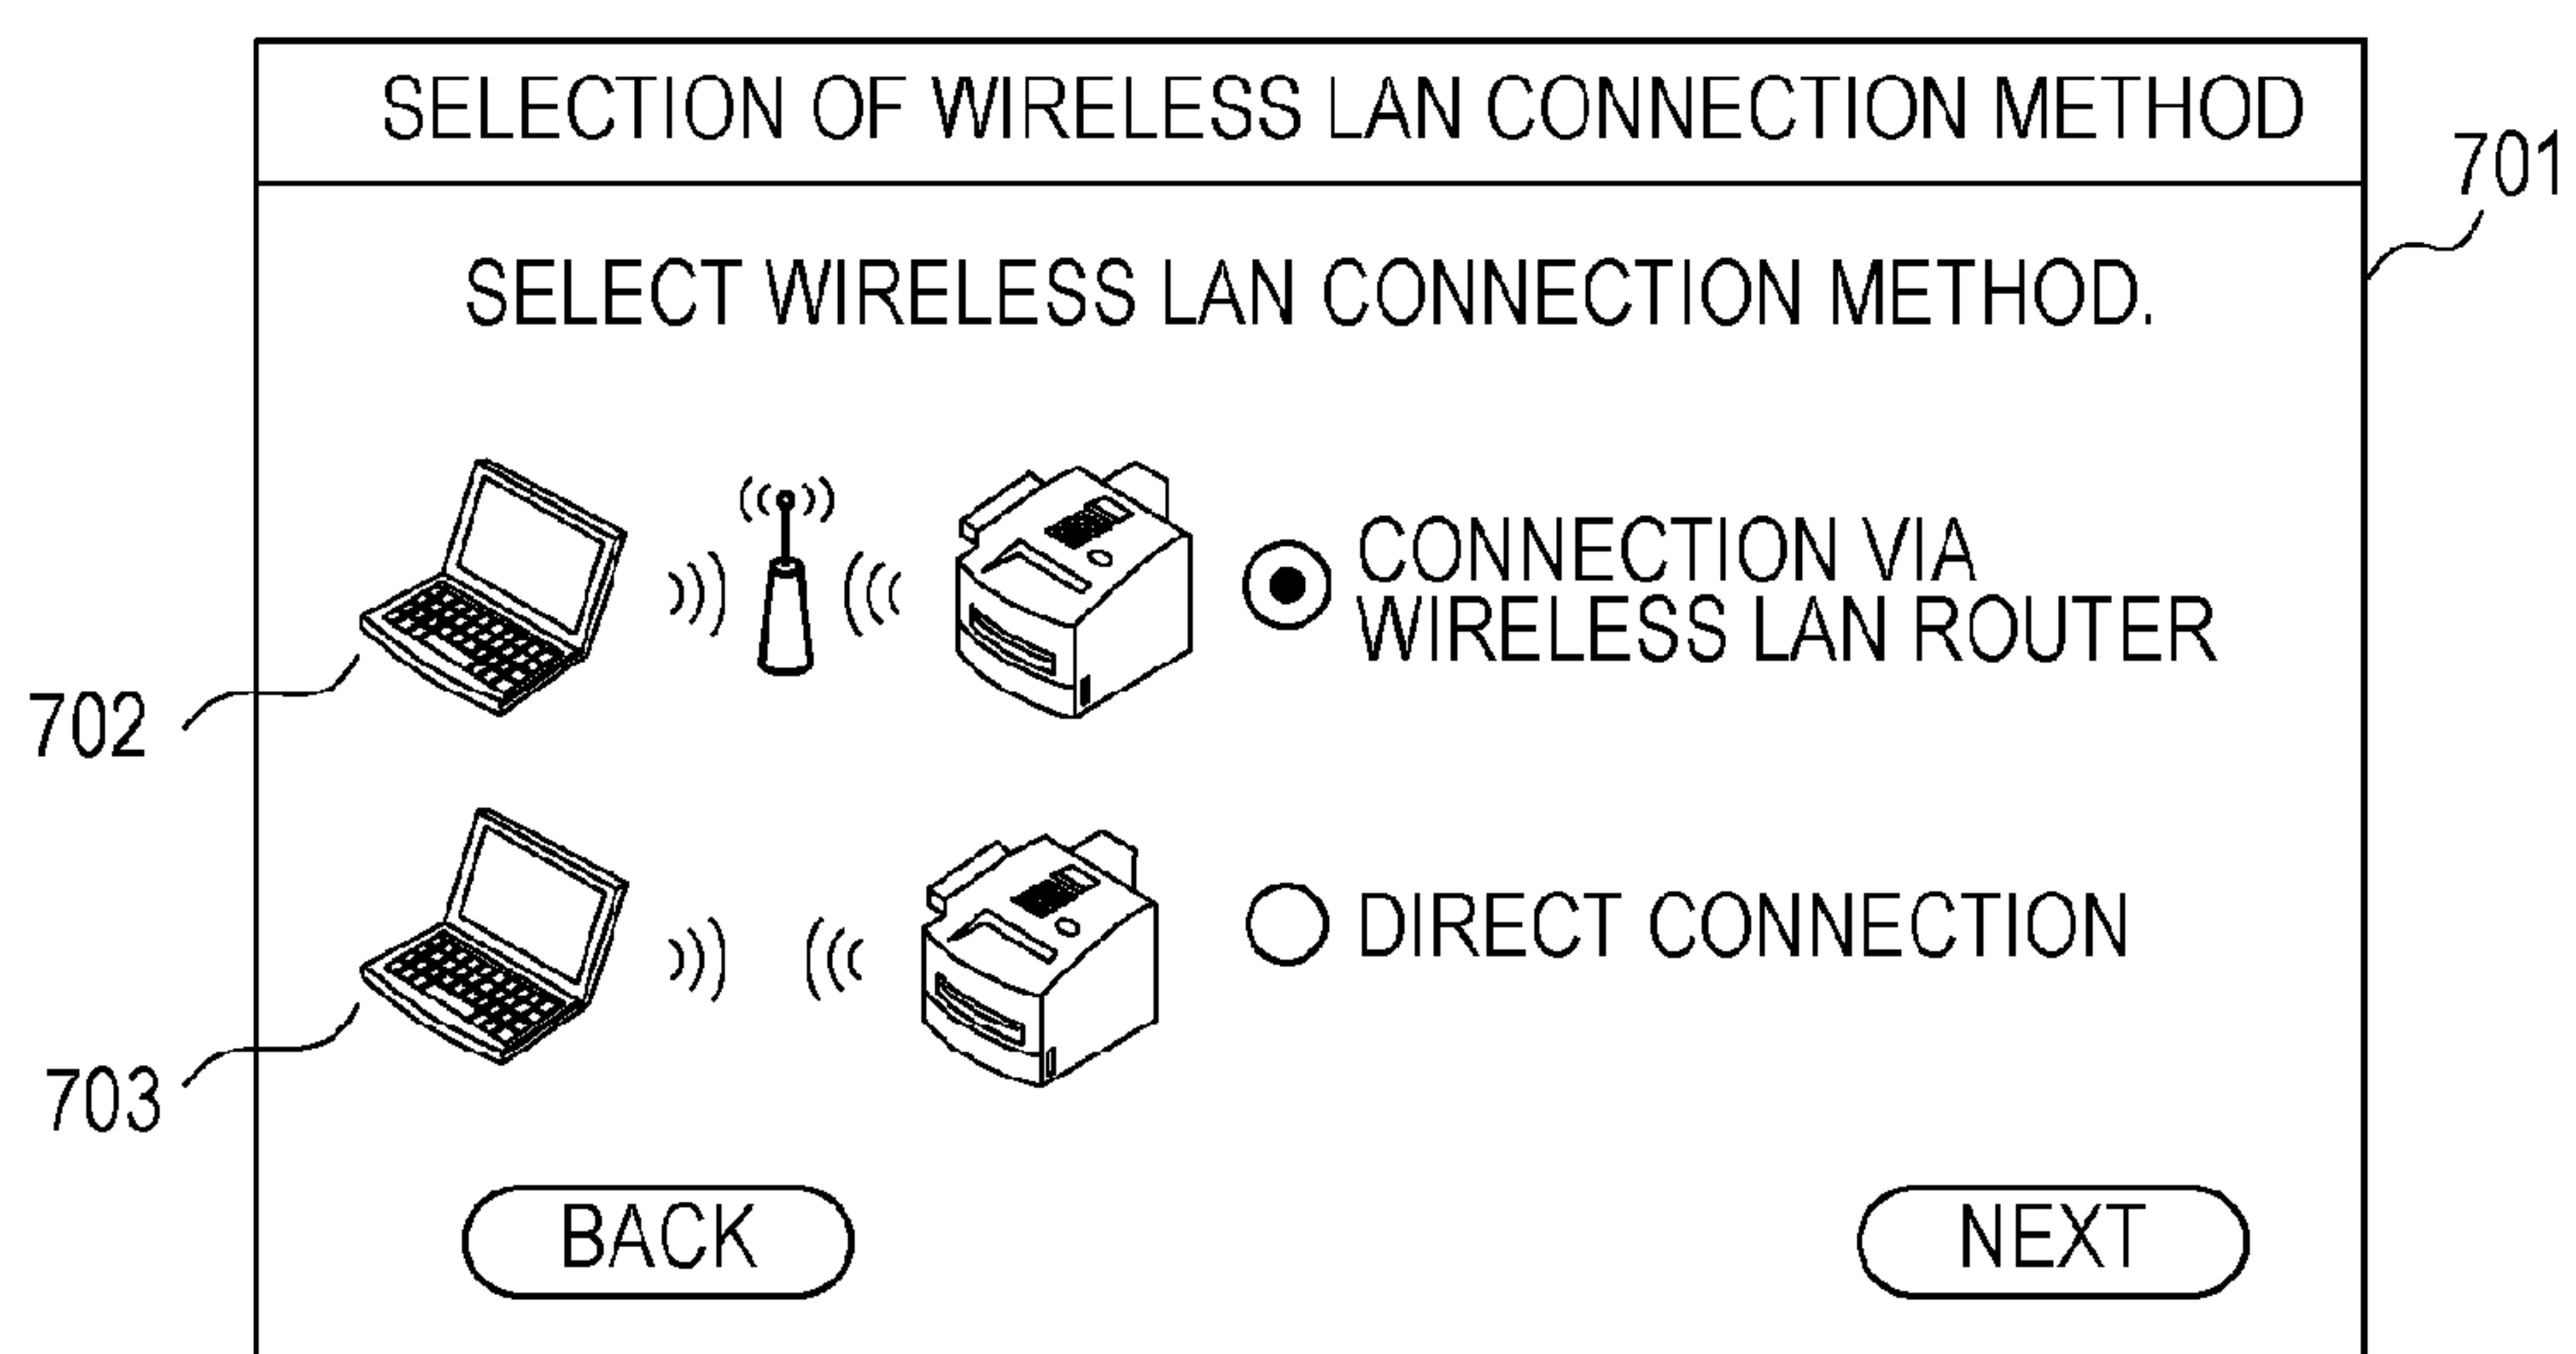 SELECTION OF WIRELESS LAN CONNECTION METHOD
701
SELECT WIRELESS LAN CONNECTION METHOD.
CONNECTION VIA
WIRELESS LAN ROUTER
702
DIRECT CONNECTION
703
BACK
NEXT